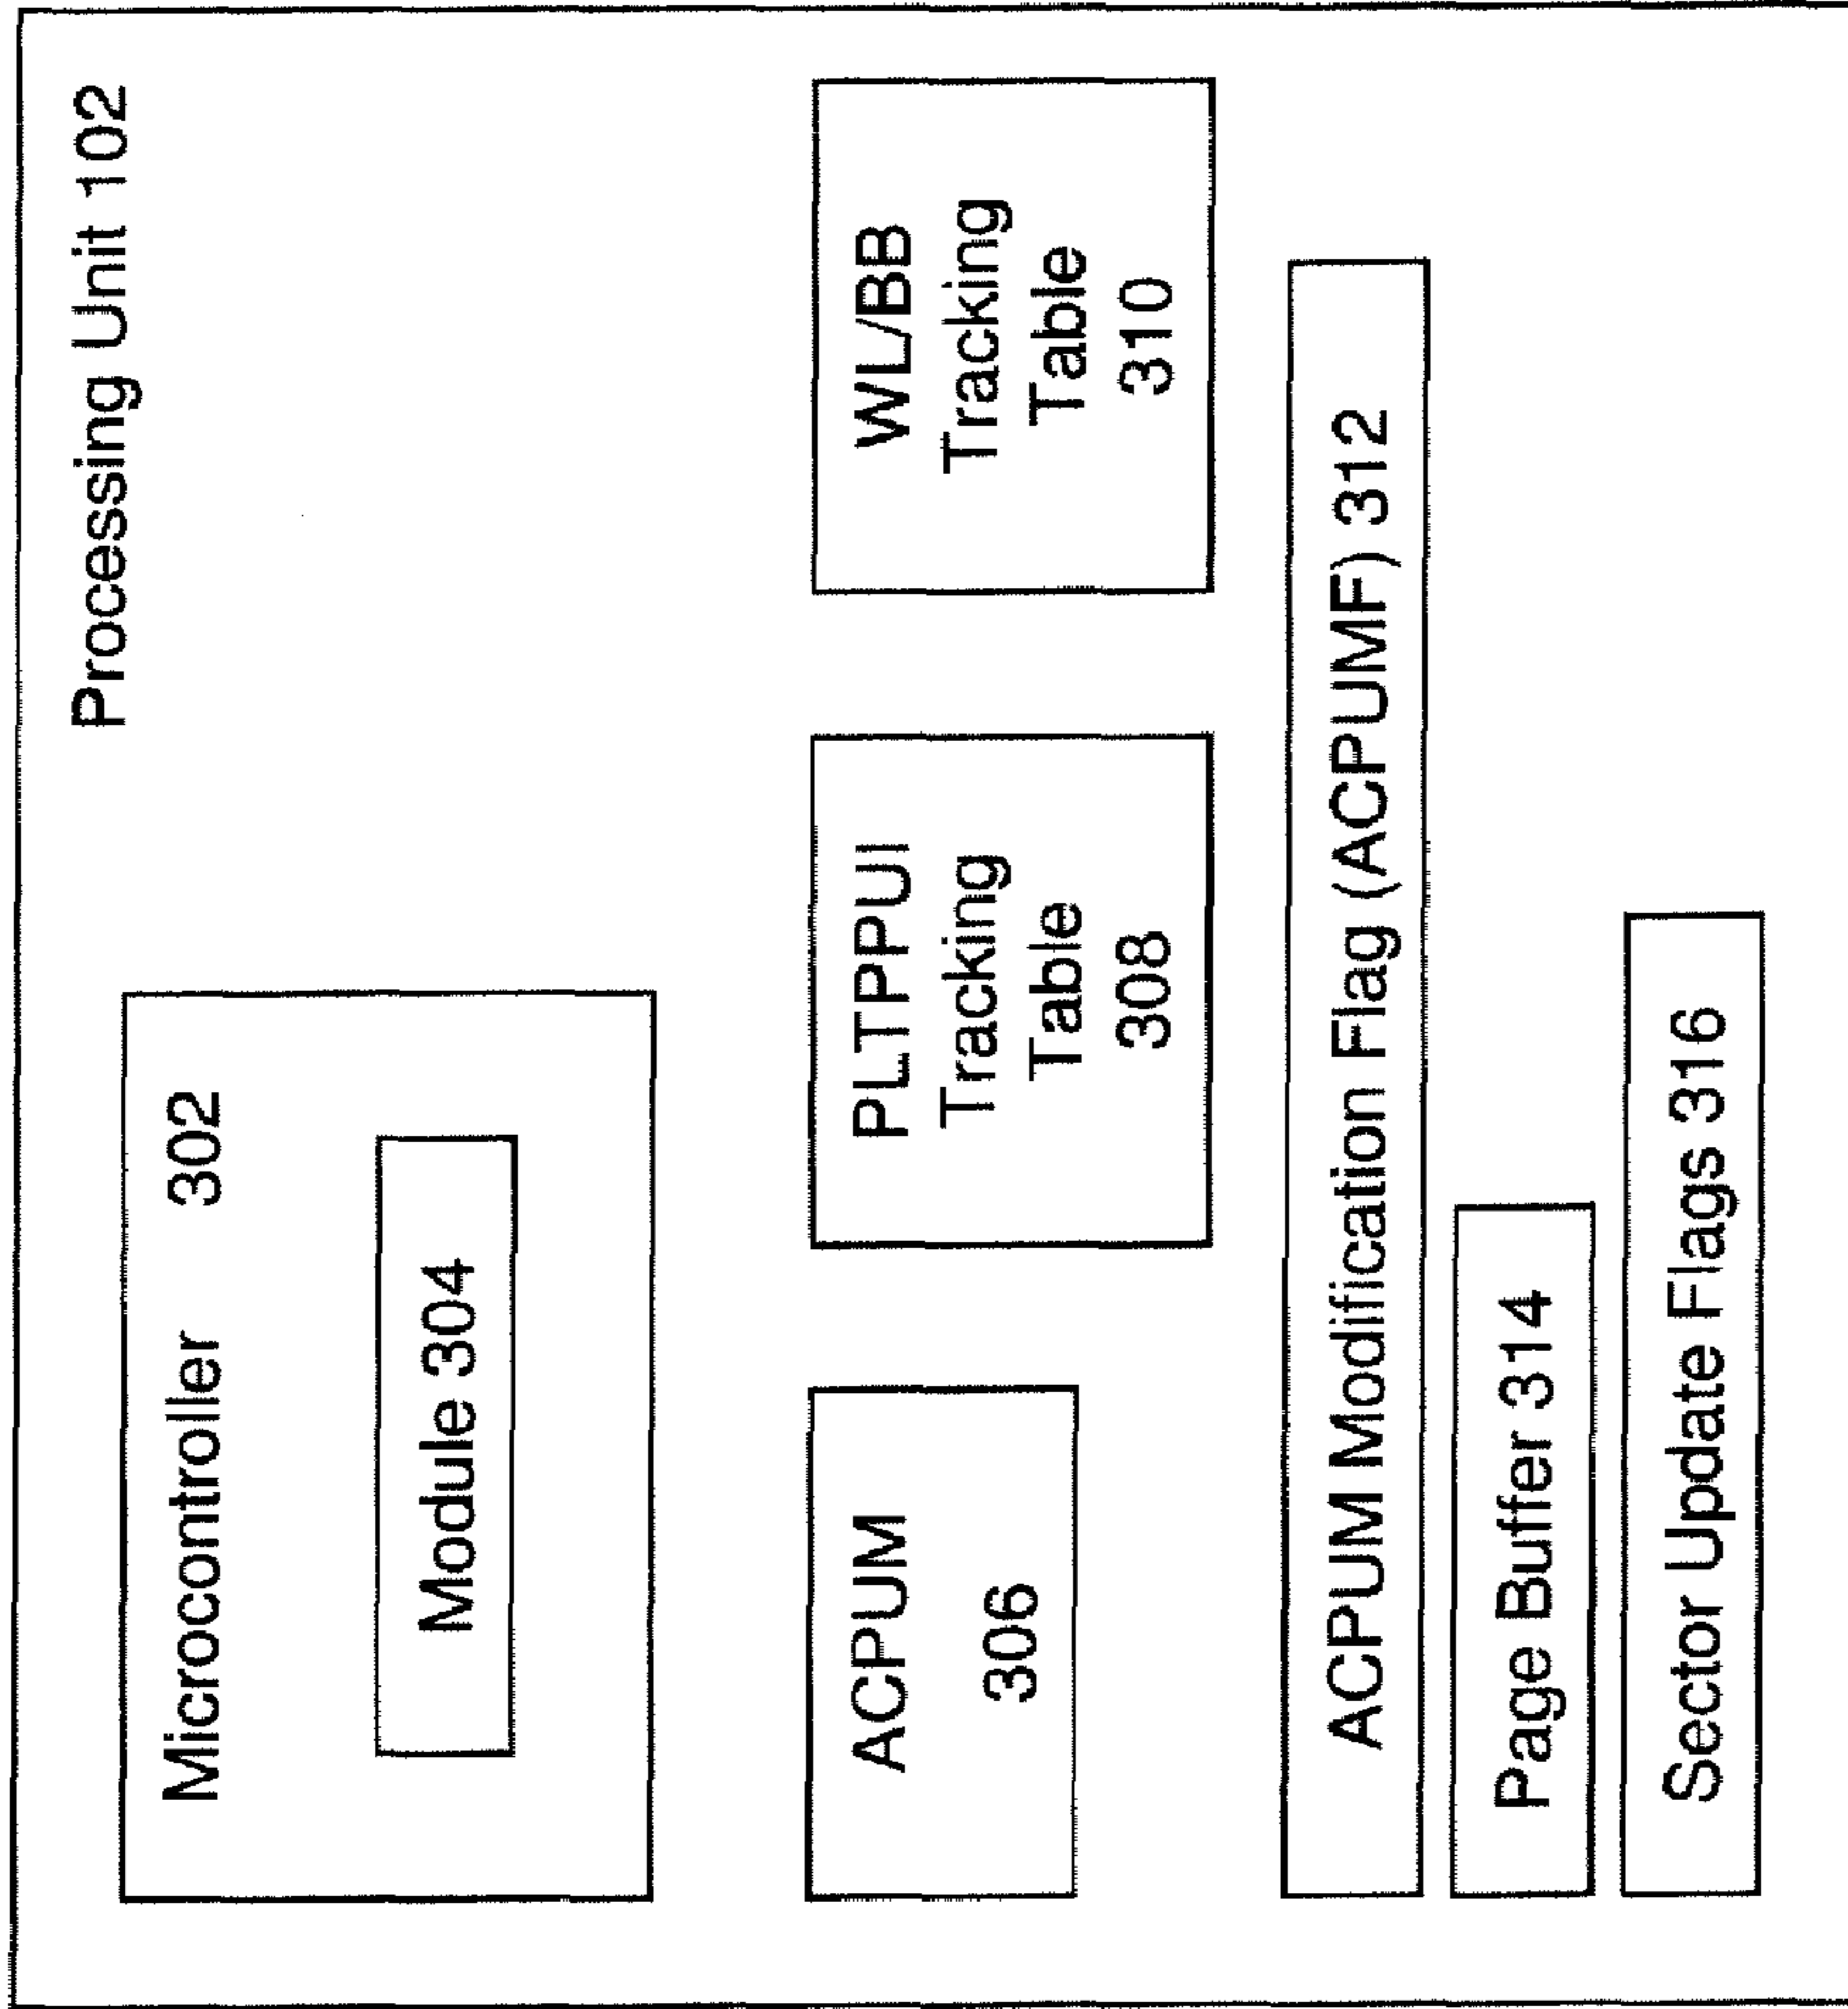 Processing Unit 102
Microcontroller 302
Module 304
ACPUM
306
PLTPPUI
Tracking
Table
308
WL/BB
Tracking
Table
310
ACPUM Modification Flag (ACPUMF) 312
Page Buffer 314
Sector Update Flags 316